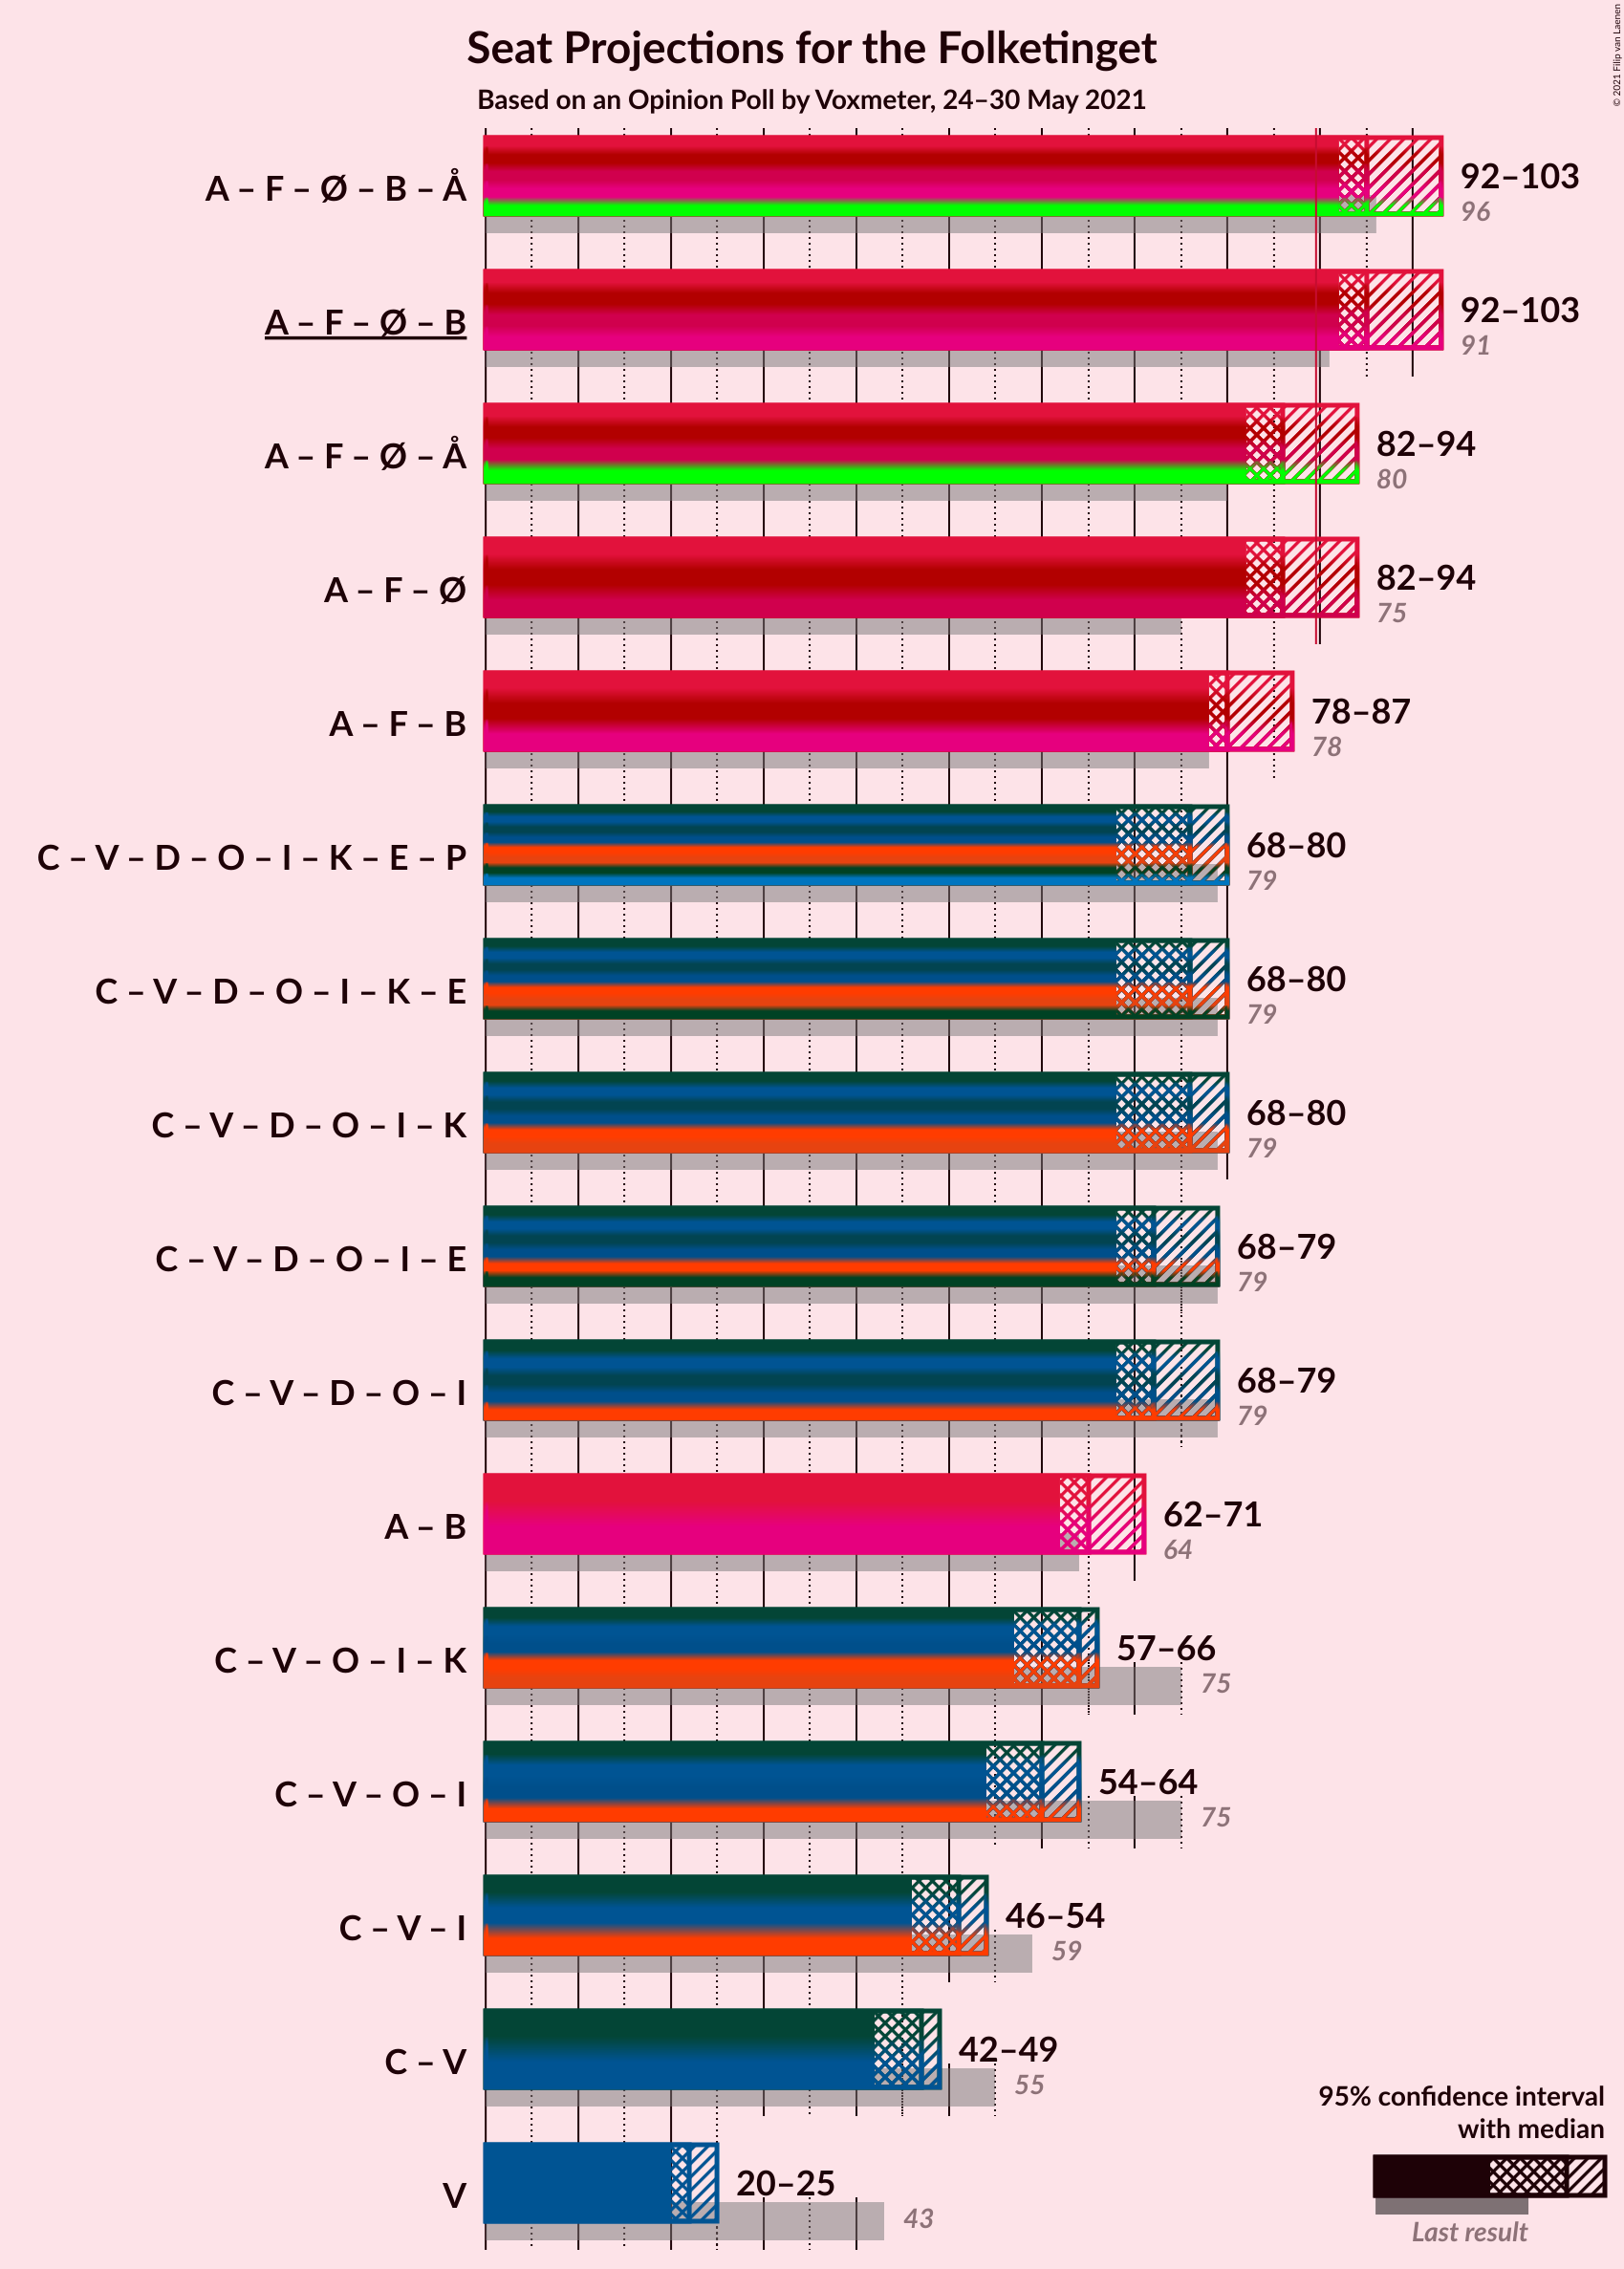 © 2021 Filip van Laenen
Seat Projections for the Folketinget
Based on an Opinion Poll by Voxmeter, 24–30 May 2021
A – F – Ø – B – Å
92–103
96
A – F – Ø – B
92–103
91
A – F – Ø – Å
82–94
80
A – F – Ø
82–94
75
A – F – B
78–87
78
C – V – D – O – I – K – E – P
68–80
79
C – V – D – O – I – K – E
68–80
79
C – V – D – O – I – K
68–80
79
C – V – D – O – I – E
68–79
79
C – V – D – O – I
68–79
79
A – B
62–71
64
C – V – O – I – K
57–66
75
C – V – O – I
54–64
75
C – V – I
46–54
59
C – V
42–49
55
V
20–25
43
95% confidence interval
with median
Last result